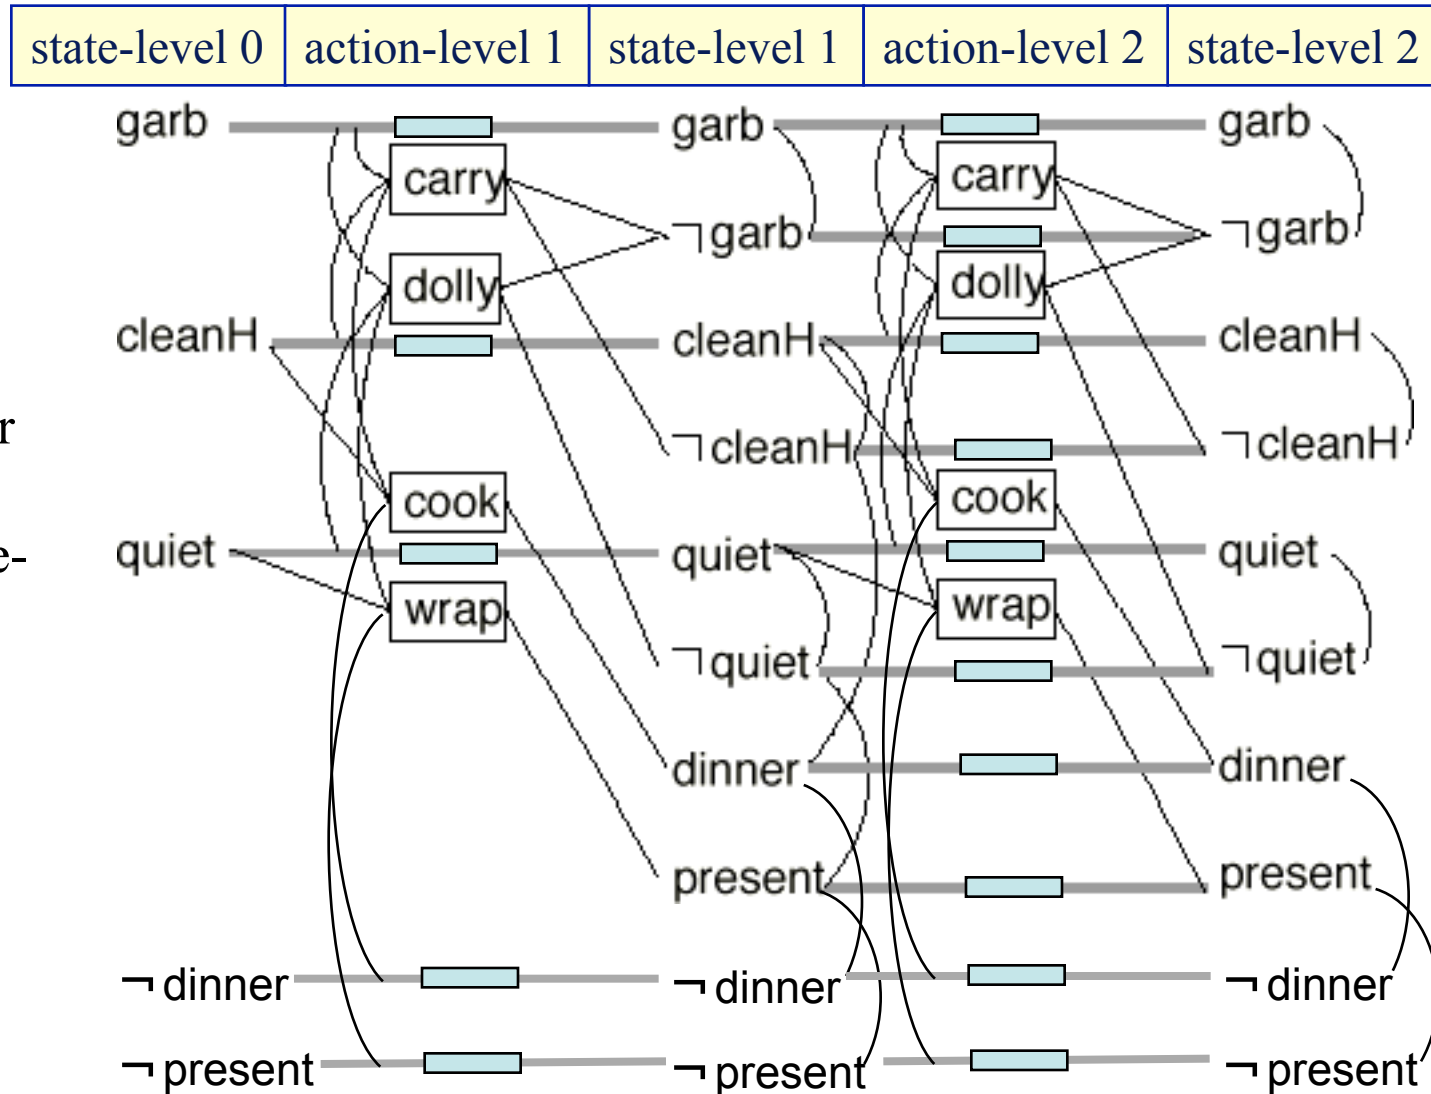 state-level 0 action-level 1 state-level 1 action-level 2 state-level 2
garb garb garb
carry carry
¬garb ¬garb
dolly dolly
cleanH cleanH cleanH
r
¬cleanH ¬cleanH
cook cook
e-
quiet quiet quiet
wrap wrap
¬quiet ¬quiet
dinner dinner
present present
¬ dinner ¬ dinner ¬ dinner
¬ present ¬ present ¬ present